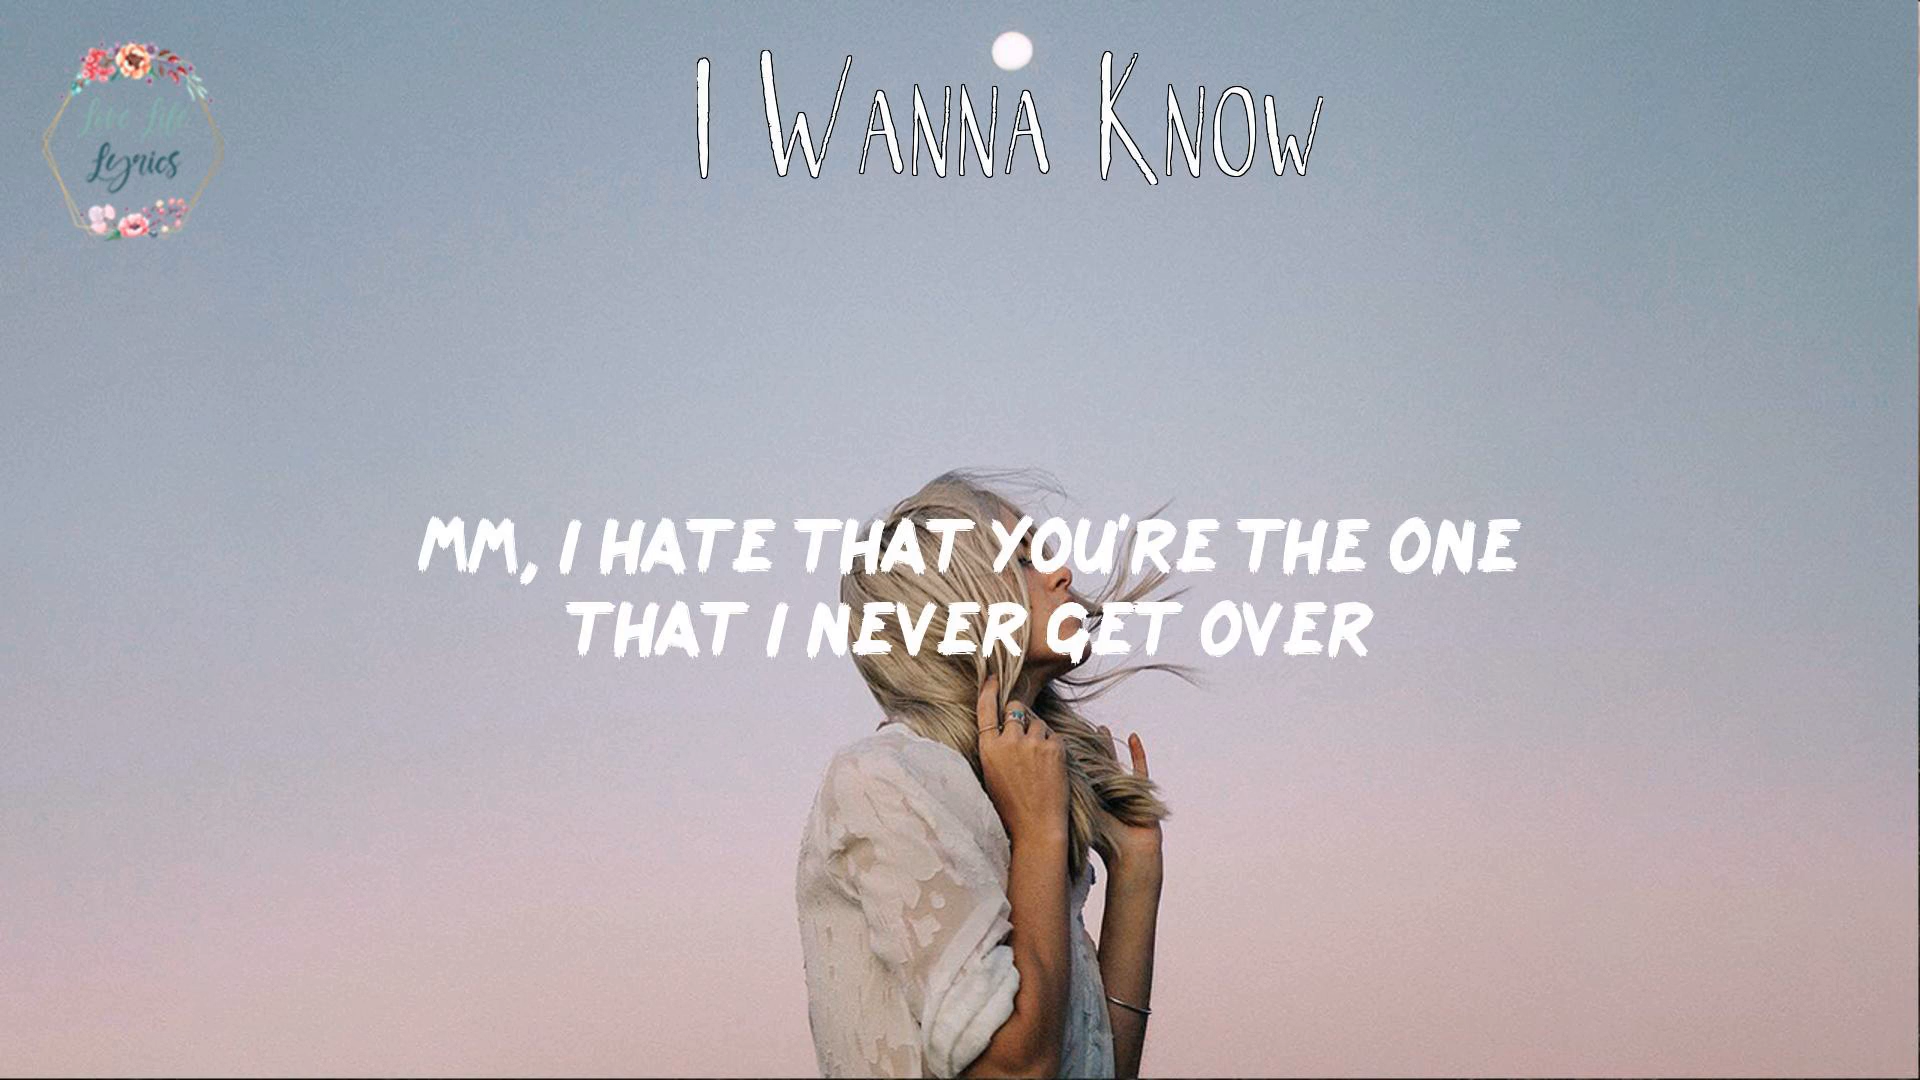 I Wanna Know
Love Life
Lyrics
MM, I HATE THAT YOU'RE THE ONE
THAT I NEVER GET OVER